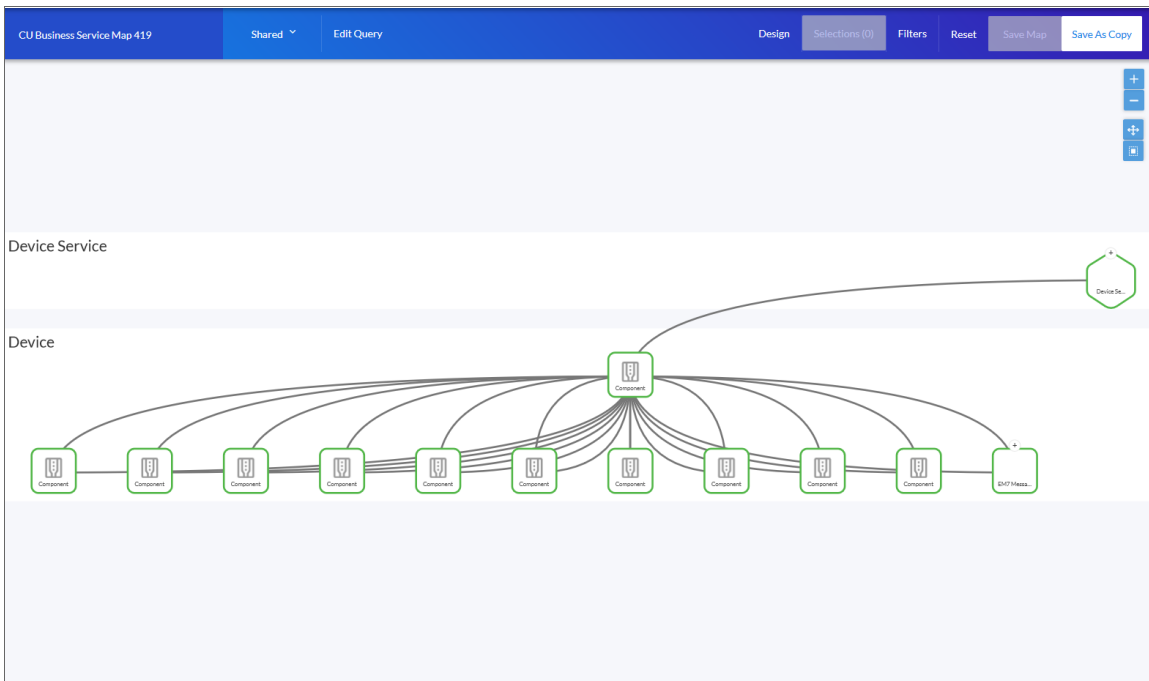 CU Business Service Map 419 Shared Edit Query Design Selections (0) Filters Reset Save Map Save As Copy
+
−
Device Service
+
Device Se...
Device
Component
+
Component Component Component Component Component Component Component Component Component Component EM7 Messa...